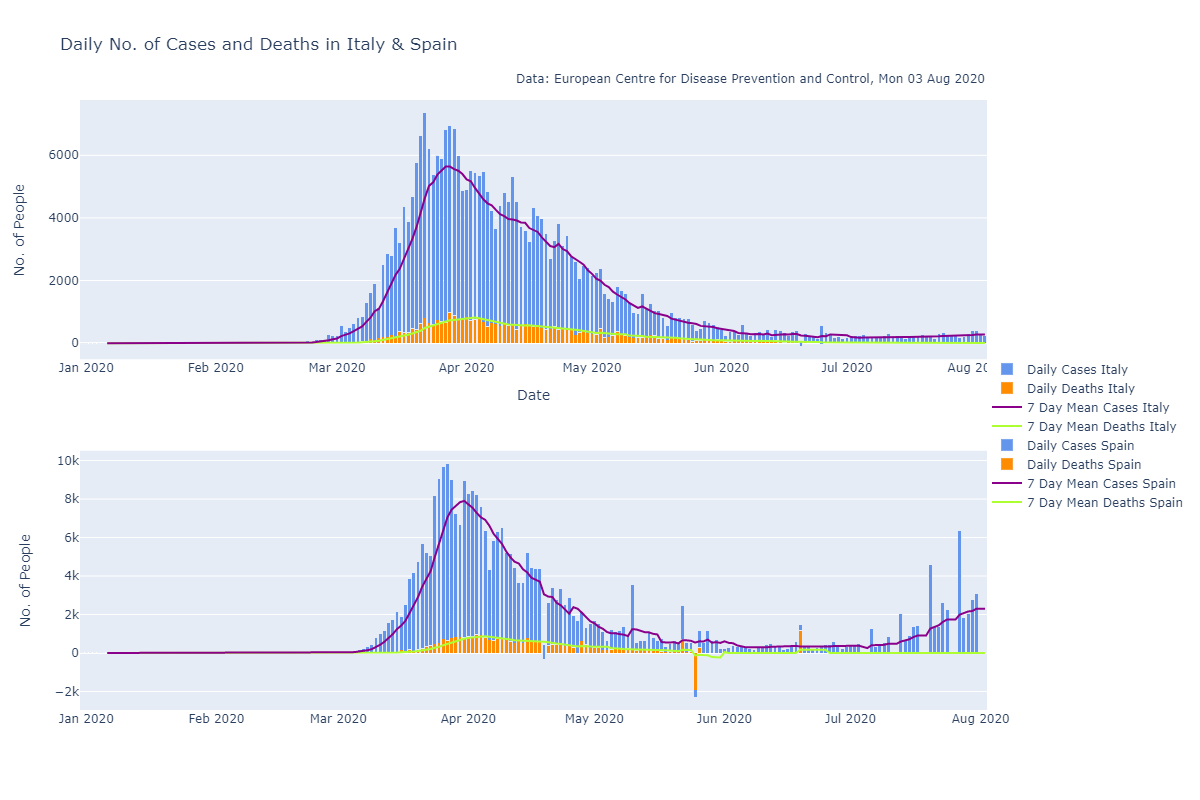 Daily No. of Cases and Deaths in Italy & Spain
Data: European Centre for Disease Prevention and Control, Mon 03 Aug 2020
No. of People
6000
4000
2000
0
Jan 2020 Feb 2020 Mar 2020 Apr 2020 May 2020 Jun 2020 Jul 2020 Aug 20
Date
Daily Cases Italy
Daily Deaths Italy
7 Day Mean Cases Italy
7 Day Mean Deaths Italy
Daily Cases Spain
Daily Deaths Spain
7 Day Mean Cases Spain
7 Day Mean Deaths Spain
No. of People
10k
8k
6k
4k
2k
0
−2k
Jan 2020 Feb 2020 Mar 2020 Apr 2020 May 2020 Jun 2020 Jul 2020 Aug 2020